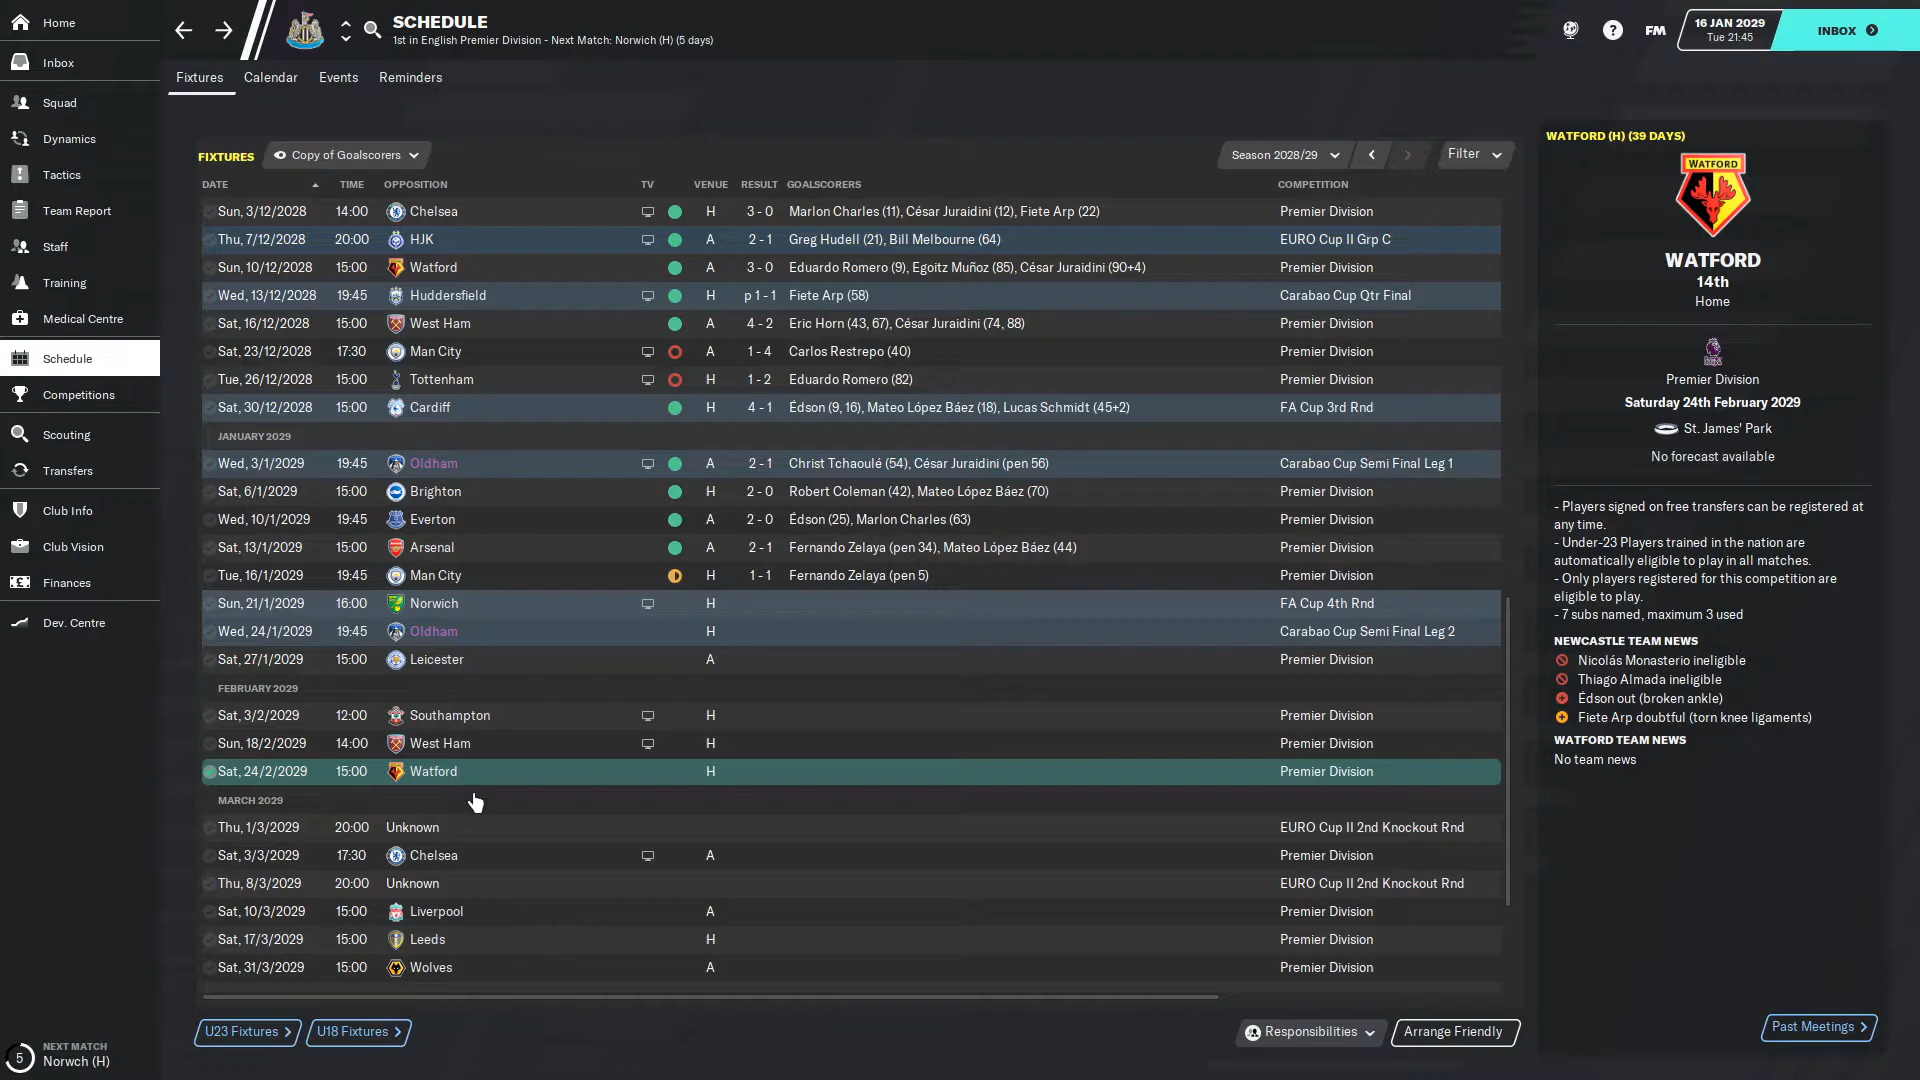 Home
Inbox
Squad
Dynamics
Tactics
Team Report
Staff
Training
Medical Centre
Schedule
Competitions
Scouting
Transfers
Club Info
Club Vision
Finances
Dev. Centre
5
NEXT MATCH
Norwch (H)
SCHEDULE
1st in English Premier Division - Next Match: Norwich (H) (5 days)
FM
16 JAN 2029
Tue 21:45
INBOX
Fixtures Calendar Events Reminders
FIXTURES Copy of Goalscorers Season 2028/29 Filter
DATE TIME OPPOSITION TV VENUE RESULT GOALSCORERS COMPETITION
Sun, 3/12/2028 14:00 Chelsea H 3 - 0 Marlon Charles (11), César Juraidini (12), Fiete Arp (22) Premier Division
Thu, 7/12/2028 20:00 HJK A 2 - 1 Greg Hudell (21), Bill Melbourne (64) EURO Cup II Grp C
Sun, 10/12/2028 15:00 Watford A 3 - 0 Eduardo Romero (9), Egoitz Muñoz (85), César Juraidini (90+4) Premier Division
Wed, 13/12/2028 19:45 Huddersfield H p 1 - 1 Fiete Arp (58) Carabao Cup Qtr Final
Sat, 16/12/2028 15:00 West Ham A 4 - 2 Eric Horn (43, 67), César Juraidini (74, 88) Premier Division
Sat, 23/12/2028 17:30 Man City A 1 - 4 Carlos Restrepo (40) Premier Division
Tue, 26/12/2028 15:00 Tottenham H 1 - 2 Eduardo Romero (82) Premier Division
Sat, 30/12/2028 15:00 Cardiff H 4 - 1 Édson (9, 16), Mateo López Báez (18), Lucas Schmidt (45+2) FA Cup 3rd Rnd
JANUARY 2029
Wed, 3/1/2029 19:45 Oldham A 2 - 1 Christ Tchaoulé (54), César Juraidini (pen 56) Carabao Cup Semi Final Leg 1
Sat, 6/1/2029 15:00 Brighton H 2 - 0 Robert Coleman (42), Mateo López Báez (70) Premier Division
Wed, 10/1/2029 19:45 Everton A 2 - 0 Édson (25), Marlon Charles (63) Premier Division
Sat, 13/1/2029 15:00 Arsenal A 2 - 1 Fernando Zelaya (pen 34), Mateo López Báez (44) Premier Division
Tue, 16/1/2029 19:45 Man City H 1 - 1 Fernando Zelaya (pen 5) Premier Division
Sun, 21/1/2029 16:00 Norwich H FA Cup 4th Rnd
Wed, 24/1/2029 19:45 Oldham H Carabao Cup Semi Final Leg 2
Sat, 27/1/2029 15:00 Leicester A Premier Division
FEBRUARY 2029
Sat, 3/2/2029 12:00 Southampton H Premier Division
Sun, 18/2/2029 14:00 West Ham H Premier Division
Sat, 24/2/2029 15:00 Watford H Premier Division
MARCH 2029
Thu, 1/3/2029 20:00 Unknown EURO Cup II 2nd Knockout Rnd
Sat, 3/3/2029 17:30 Chelsea A Premier Division
Thu, 8/3/2029 20:00 Unknown EURO Cup II 2nd Knockout Rnd
Sat, 10/3/2029 15:00 Liverpool A Premier Division
Sat, 17/3/2029 15:00 Leeds H Premier Division
Sat, 31/3/2029 15:00 Wolves A Premier Division
U23 Fixtures U18 Fixtures Responsibilities Arrange Friendly
WATFORD (H) (39 DAYS)
WATFORD
WATFORD
14th
Home
Premier Division
Saturday 24th February 2029
St. James' Park
No forecast available
- Players signed on free transfers can be registered at
any time.
- Under-23 Players trained in the nation are
automatically eligible to play in all matches.
- Only players registered for this competition are
eligible to play.
- 7 subs named, maximum 3 used
NEWCASTLE TEAM NEWS
Nicolás Monasterio ineligible
Thiago Almada ineligible
Édson out (broken ankle)
Fiete Arp doubtful (torn knee ligaments)
WATFORD TEAM NEWS
No team news
Past Meetings